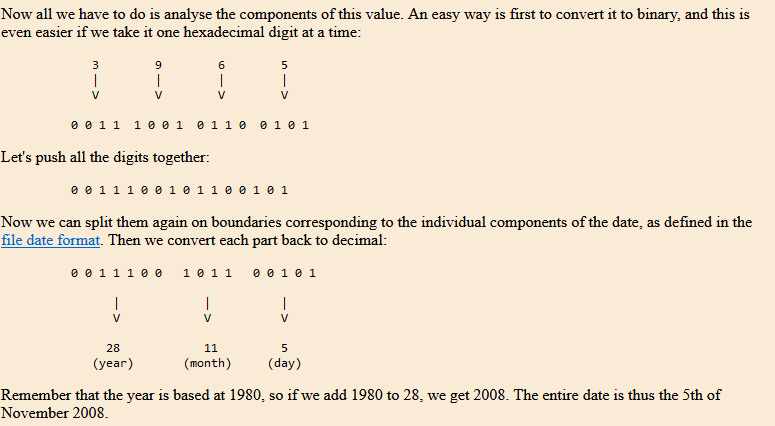 Now all we have to do is analyse the components of this value. An easy way is first to convert it to binary, and this is
even easier if we take it one hexadecimal digit at a time:
3 9 6 5
| | | |
V V V V
0 0 1 1 1 0 0 1 0 1 1 0 0 1 0 1
Let's push all the digits together:
0 0 1 1 1 0 0 1 0 1 1 0 0 1 0 1
Now we can split them again on boundaries corresponding to the individual components of the date, as defined in the
file date format. Then we convert each part back to decimal:
0 0 1 1 1 0 0 1 0 1 1 0 0 1 0 1
| | |
V V V
28 11 5
(year) (month) (day)
Remember that the year is based at 1980, so if we add 1980 to 28, we get 2008. The entire date is thus the 5th of
November 2008.